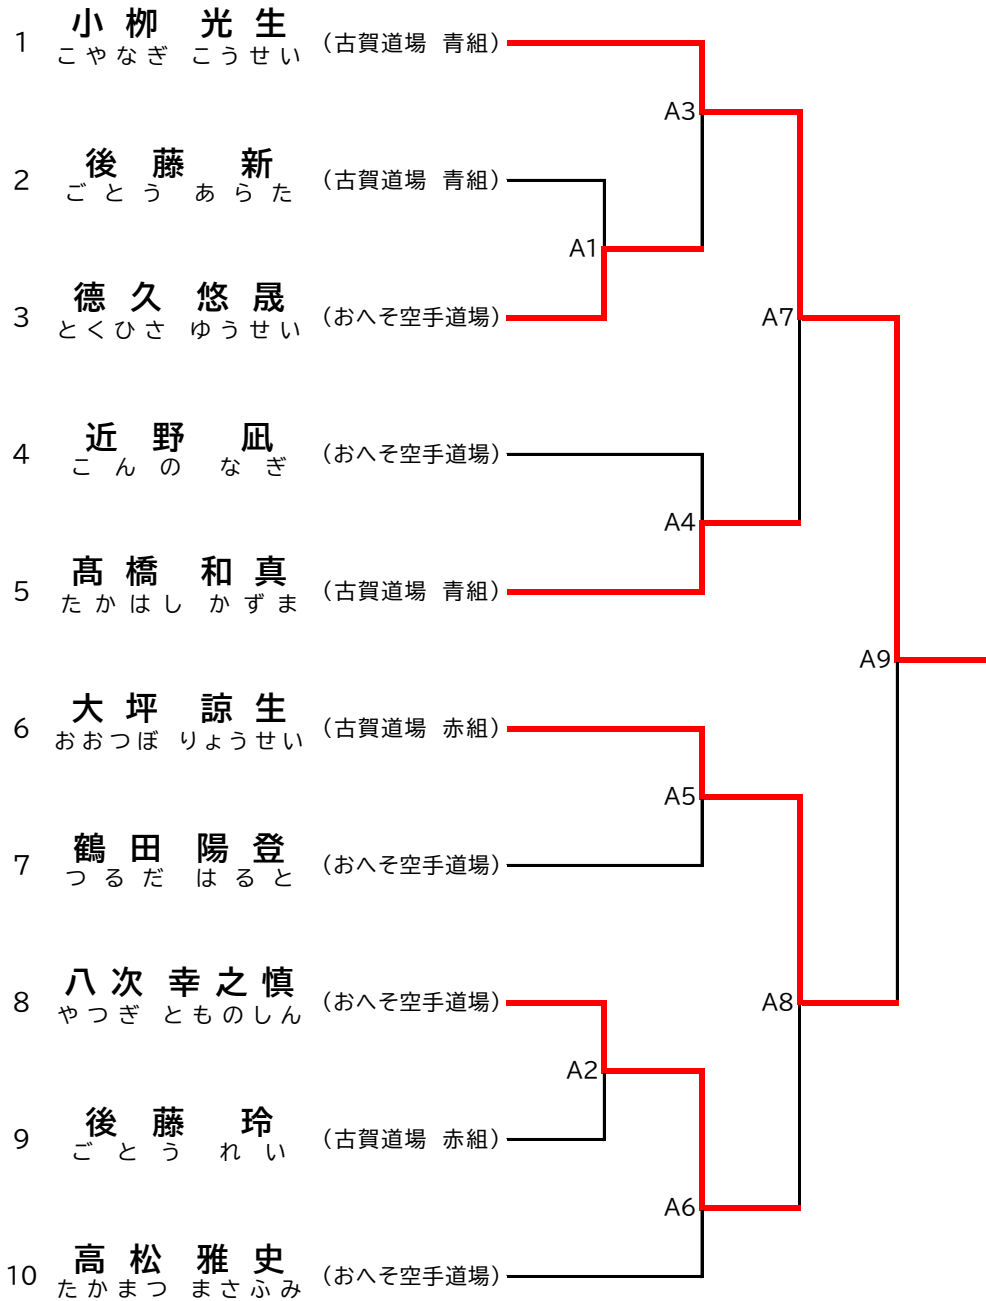 1 小栁 光生 (古賀道場 青組)
こやなぎ こうせい
A3
2 後藤 新 (古賀道場 青組)
ごとう あらた
A1
3 德久 悠晟 (おへそ空手道場)
とくひさ ゆうせい
A7
4 近野 凪 (おへそ空手道場)
こんの なぎ
A4
5 髙橋 和真 (古賀道場 青組)
たかはし かずま
A9
6 大坪 諒生 (古賀道場 赤組)
おおつぼ りょうせい
A5
7 鶴田 陽登 (おへそ空手道場)
つるだ はると
8 八次 幸之慎 (おへそ空手道場)
やつぎ とものしん
A8
A2
9 後藤 玲 (古賀道場 赤組)
ごとう れい
A6
10 高松 雅史 (おへそ空手道場)
たかまつ まさふみ